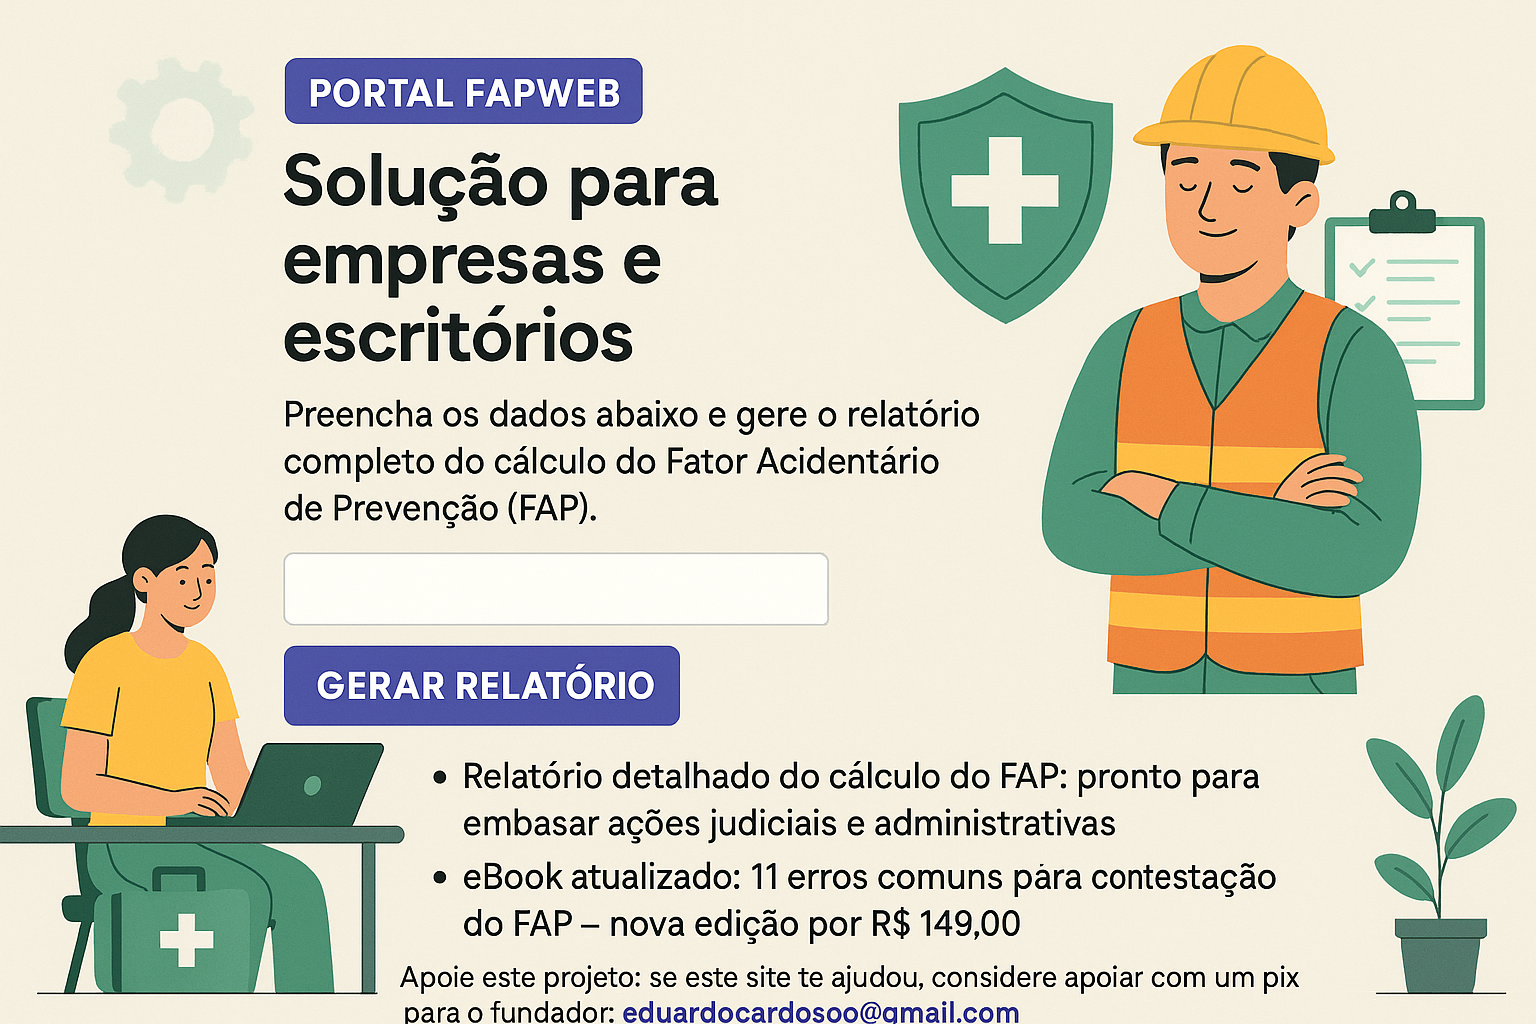 PORTAL FAPWEB
Solução para
empresas e
escritórios
Preencha os dados abaixo e gere o relatório
completo do cálculo do Fator Acidentário
de Prevenção (FAP).
GERAR RELATÓRIO
• Relatório detalhado do cálculo do FAP: pronto para
embasar ações judiciais e administrativas
• eBook atualizado: 11 erros comuns pára contestação
do FAP – nova edição por R$ 149,00
Apoie este projeto: se este site te ajudou, considere apoiar com um pix
para o fundador: eduardocardosoo@gmail.com